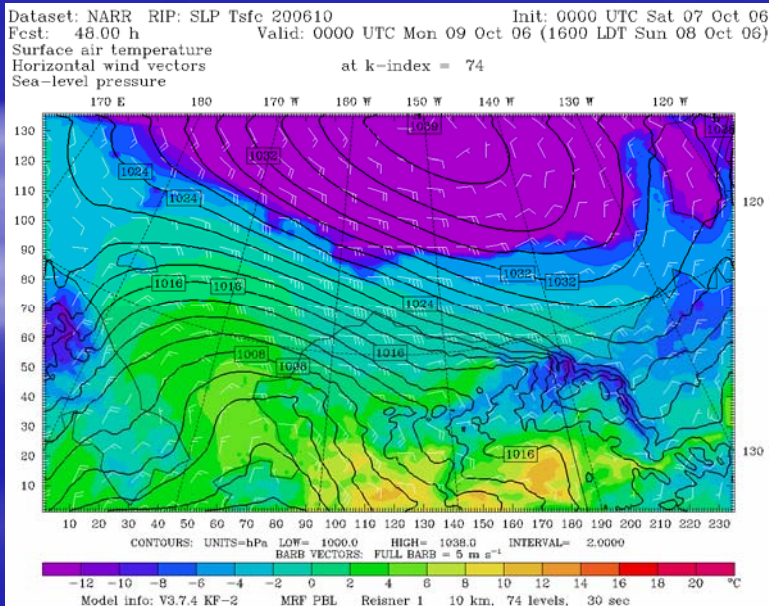 Dataset: NARR RIP: SLP Tsfc 200610 Init: 0000 UTC Sat 07 Oct 06
Fcst: 48.00 h Valid: 0000 UTC Mon 09 Oct 06 (1600 LDT Sun 08 Oct 06)
Surface air temperature
Horizontal wind vectors at k-index = 74
Sea-level pressure
170 E 180 170 W 160 W 150 W 140 W 130 W 120 W
130
120
110
100
90
80
70
60
50
40
30
20
10
120
130
1039
1032
1024
1024
1032
1032
1016
1016
1024
1016
1008
1008
1016
10 20 30 40 50 60 70 80 90 100 110 120 130 140 150 160 170 180 190 200 210 220 230
CONTOURS: UNITS=hPa LOW= 1000.0 HIGH= 1038.0 INTERVAL= 2.0000
BARB VECTORS: FULL BARB = 5 m s⁻¹
−12 −10 −8 −6 −4 −2 0 2 4 6 8 10 12 14 16 18 20 °C
Model info: V3.7.4 KF-2 MRF PBL Reisner 1 10 km, 74 levels, 30 sec